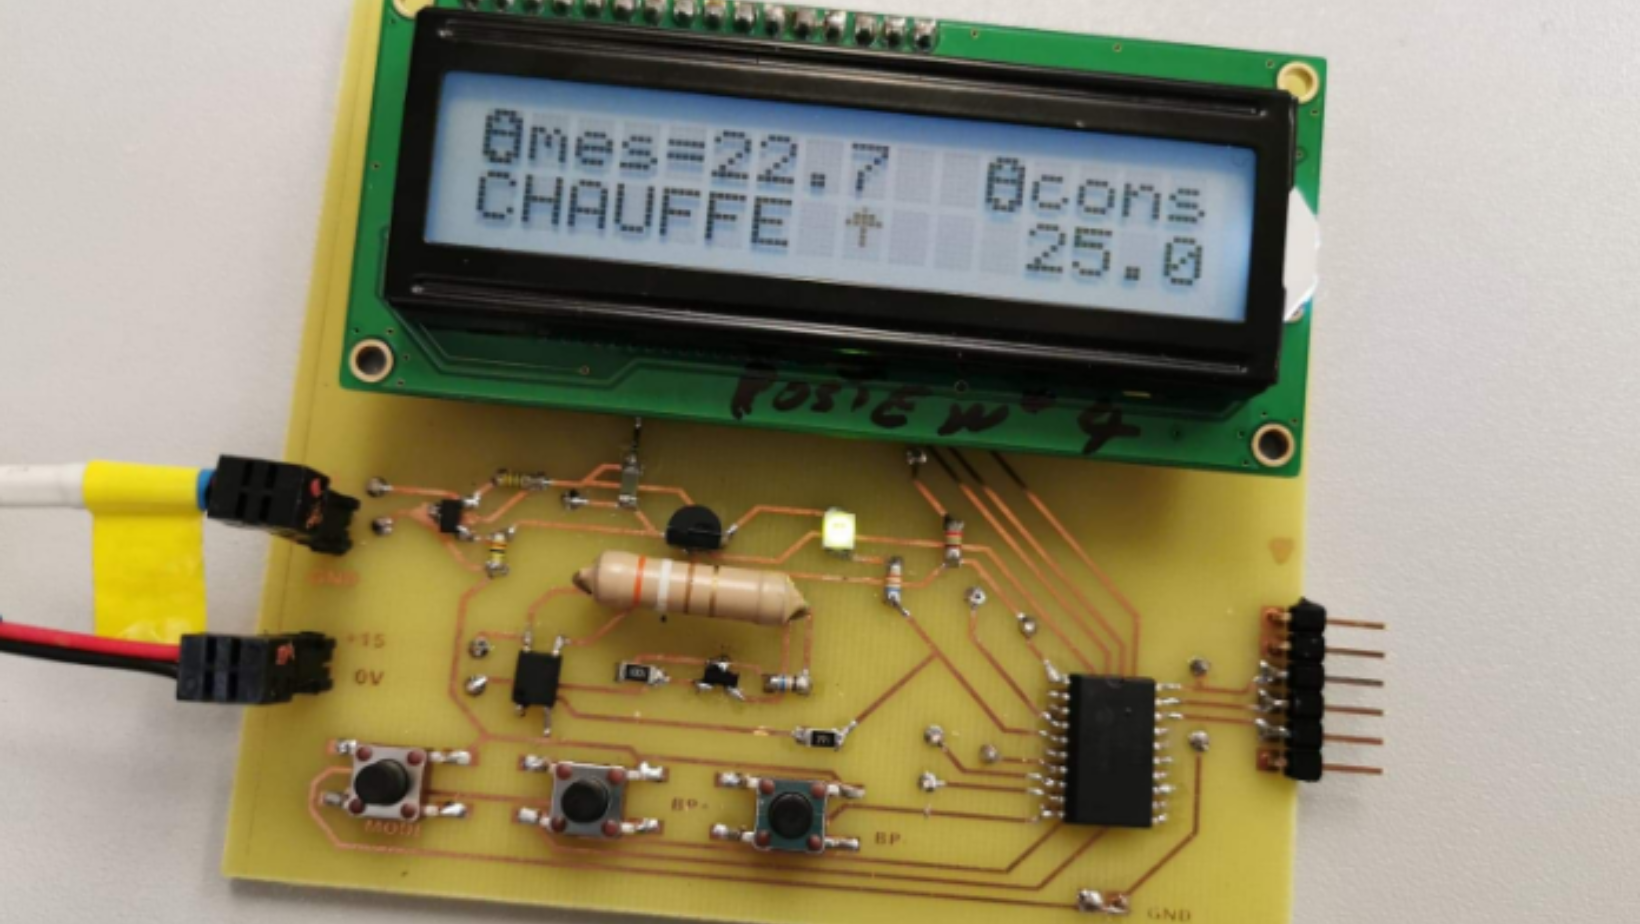 θmes=22.7 θcons
CHAUFFE ↑ 25.0
POSTE n° 4
GND
+15
0V
MODE
BP+
BP-
GND